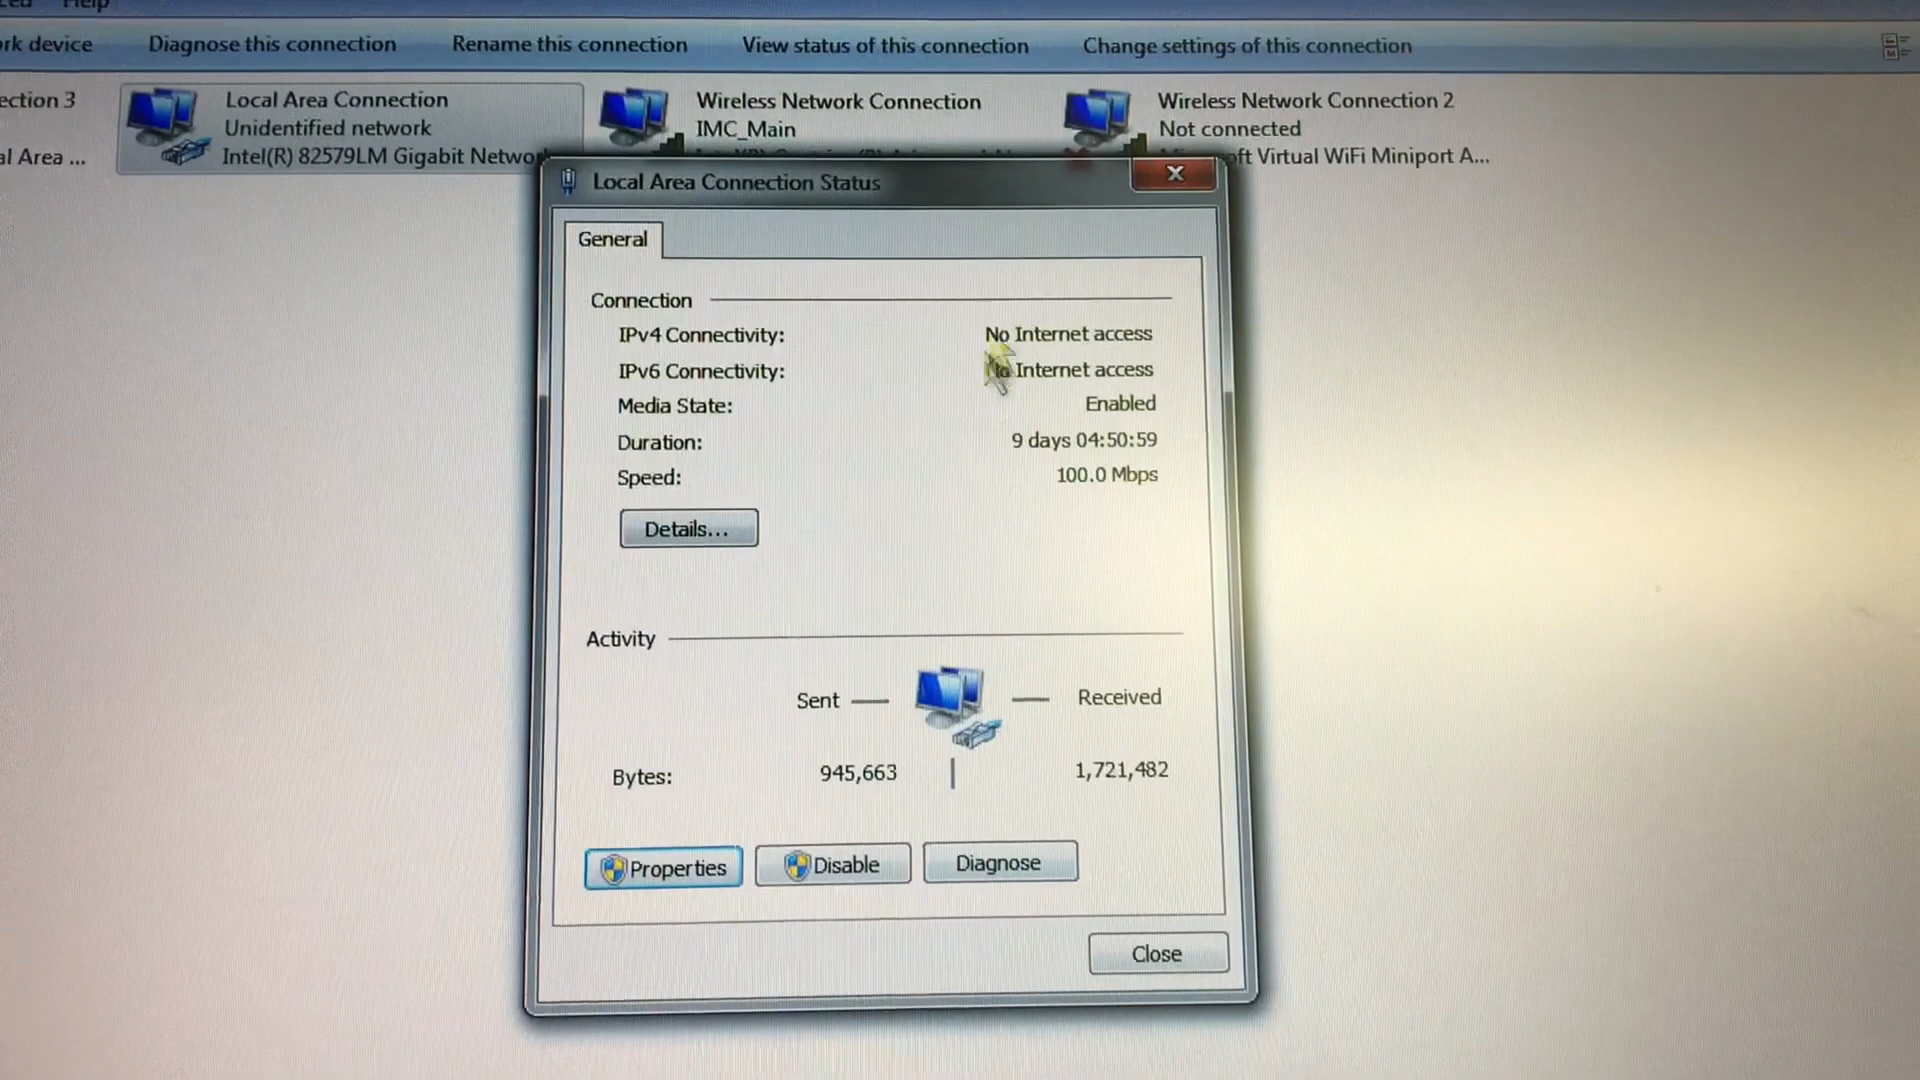 Help
rk device Diagnose this connection Rename this connection View status of this connection Change settings of this connection
ection 3
al Area ...
Local Area Connection
Unidentified network
Intel(R) 82579LM Gigabit Netwo
Wireless Network Connection
IMC_Main
Wireless Network Connection 2
Not connected
ft Virtual WiFi Miniport A...
Local Area Connection Status
General
Connection
IPv4 Connectivity: No Internet access
IPv6 Connectivity: No Internet access
Media State: Enabled
Duration: 9 days 04:50:59
Speed: 100.0 Mbps
Details...
Activity
Sent Received
Bytes: 945,663 1,721,482
Properties Disable Diagnose
Close